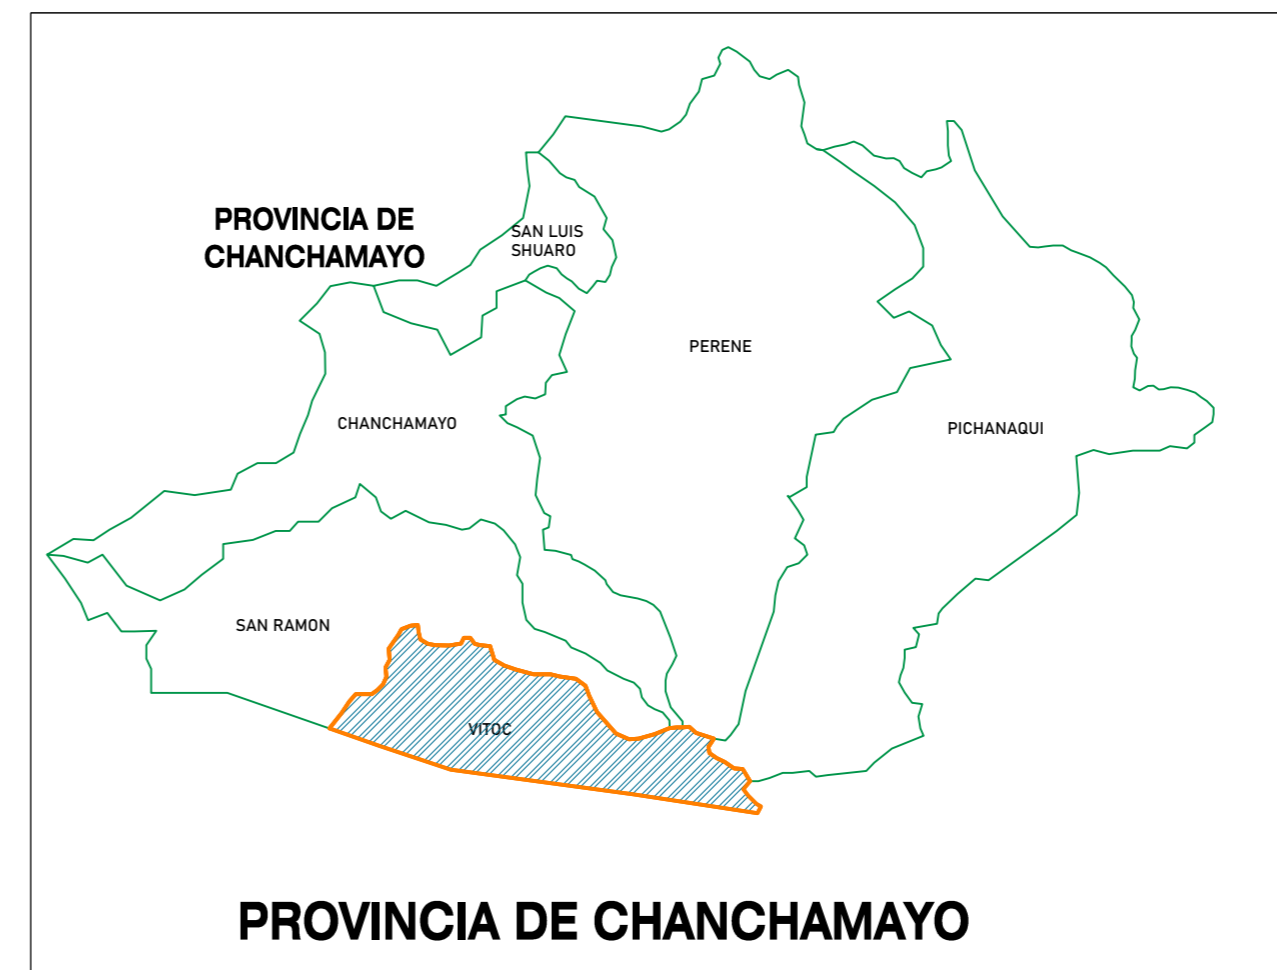 PROVINCIA DE
CHANCHAMAYO
SAN LUIS
SHUARO
PERENE
CHANCHAMAYO
PICHANAQUI
SAN RAMON
VITOC
PROVINCIA DE CHANCHAMAYO